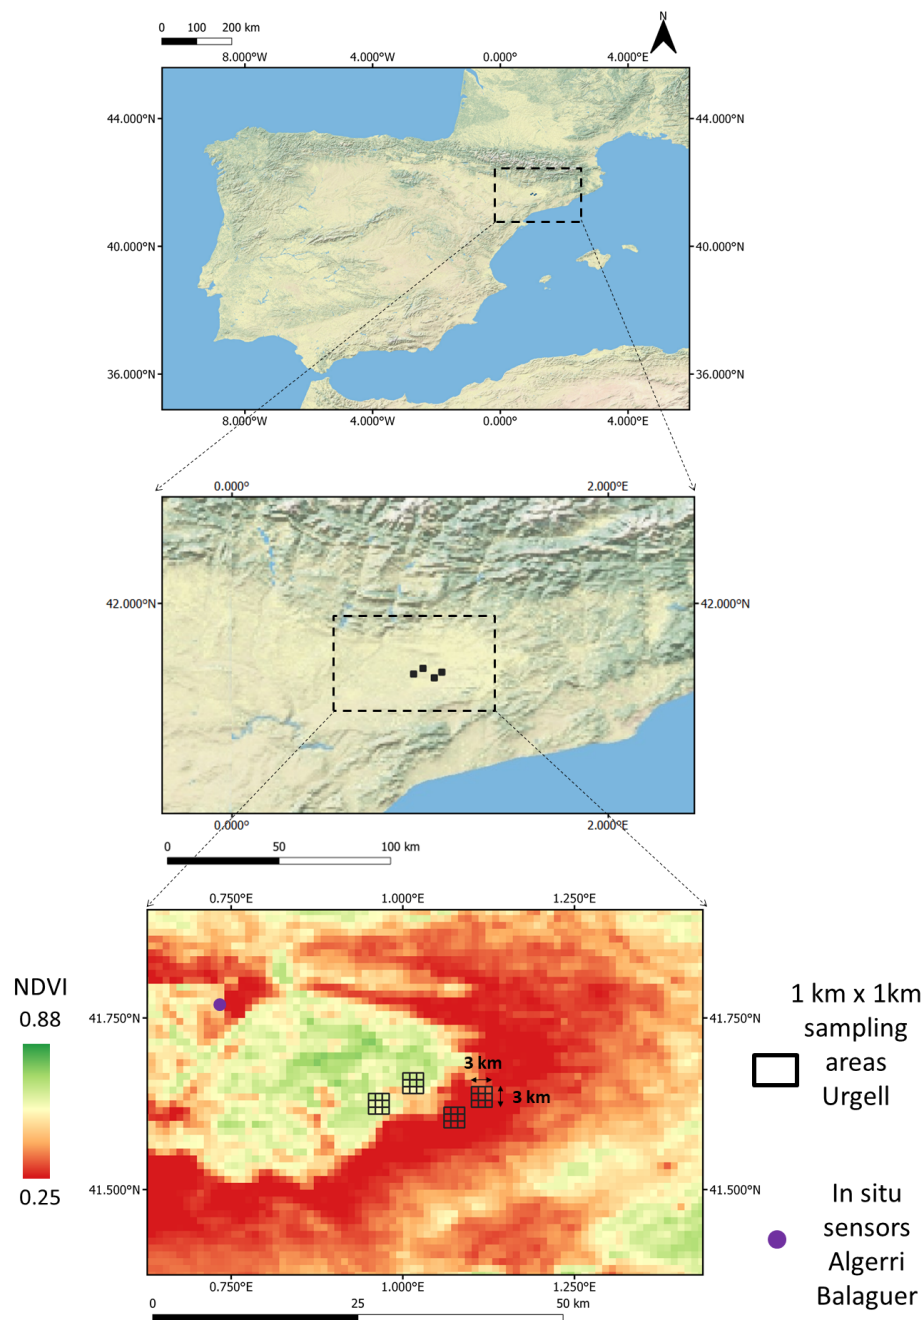 N
0 100 200 km
8.000°W 4.000°W 0.000° 4.000°E
44.000°N 44.000°N
40.000°N 40.000°N
36.000°N 36.000°N
8.000°W 4.000°W 0.000° 4.000°E
0.000° 2.000°E
42.000°N 42.000°N
0.000° 2.000°E
0 50 100 km
0.750°E 1.000°E 1.250°E
NDVI
0.88
0.25
41.750°N 41.750°N
3 km
3 km
41.500°N 41.500°N
0.750°E 1.000°E 1.250°E
0 25 50 km
1 km x 1km
sampling
areas
Urgell
In situ
sensors
Algerri
Balaguer